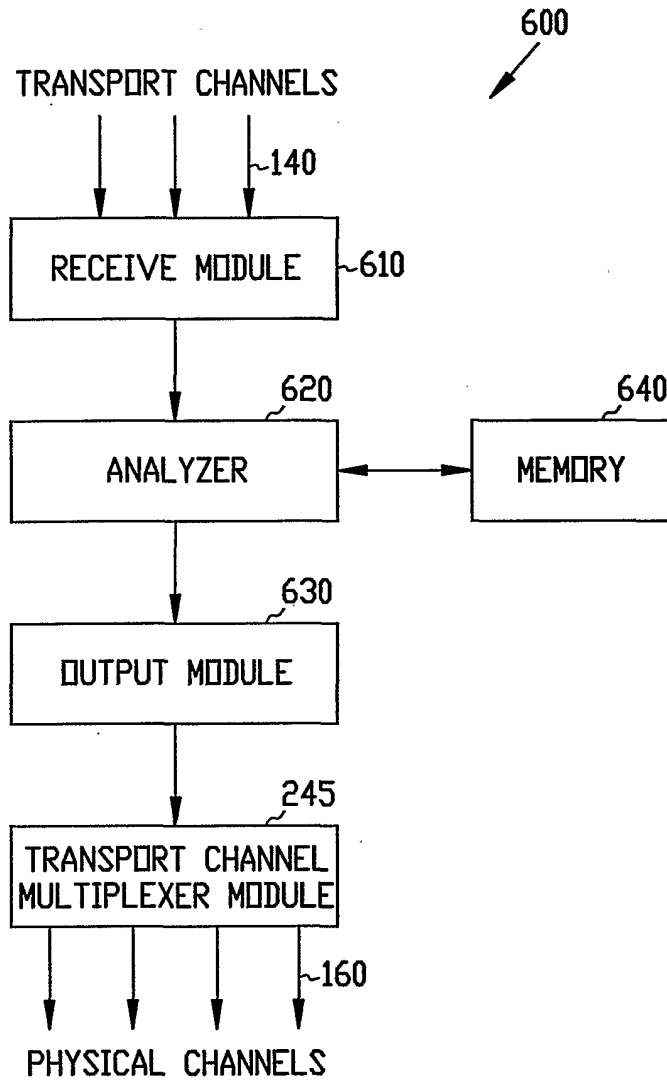 600
TRANSPORT CHANNELS
140
RECEIVE MODULE
610
620
640
ANALYZER
MEMORY
630
OUTPUT MODULE
245
TRANSPORT CHANNEL
MULTIPLEXER MODULE
160
PHYSICAL CHANNELS